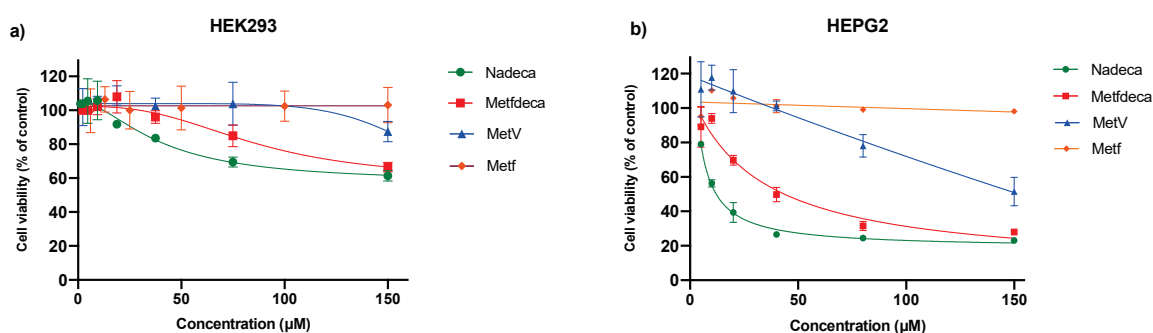 a)
HEK293
Cell viability (% of control)
120
100
80
60
40
20
0
0
50
100
150
Concentration (µM)
Nadeca
Metfdeca
MetV
Metf
b)
HEPG2
Cell viability (% of control)
120
100
80
60
40
20
0
50
100
150
Concentration (µM)
Nadeca
Metfdeca
MetV
Metf